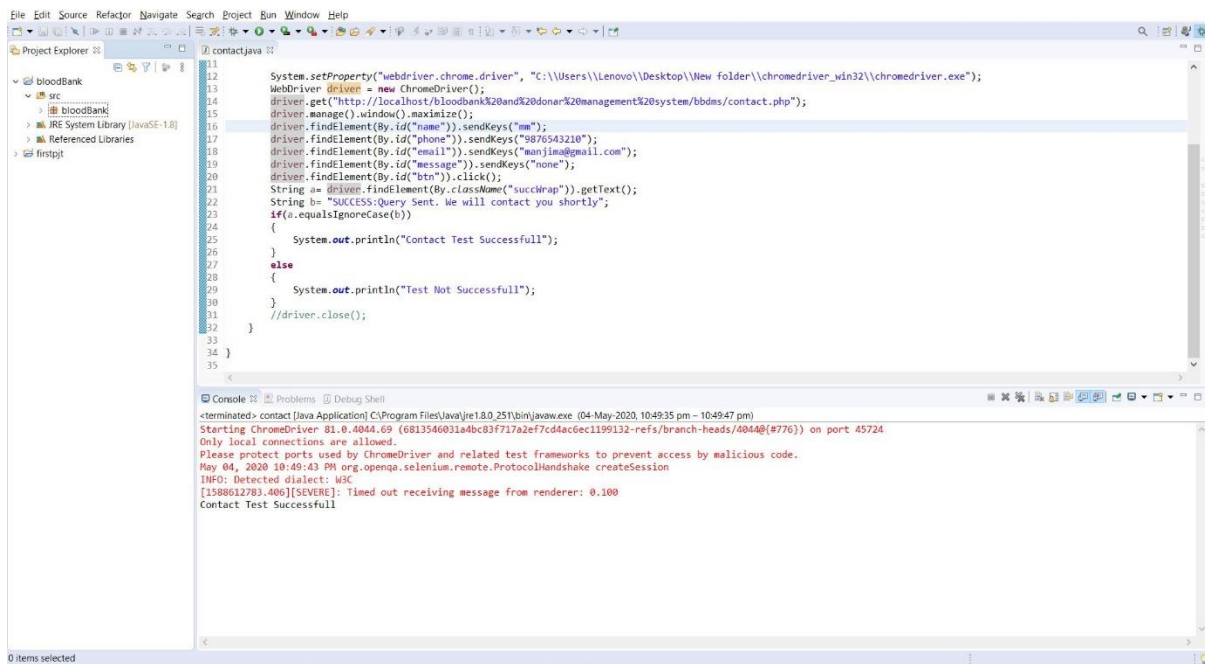 File Edit Source Refactor Navigate Search Project Run Window Help
Project Explorer
contact.java
bloodBank
src
bloodBank
JRE System Library [JavaSE-1.8]
Referenced Libraries
firstpjt
11
12 System.setProperty("webdriver.chrome.driver", "C:\\Users\\Lenovo\\Desktop\\New folder\\chromedriver_win32\\chromedriver.exe");
13 WebDriver driver = new ChromeDriver();
14 driver.get("http://localhost/bloodbank%20and%20donar%20management%20system/bbdms/contact.php");
15 driver.manage().window().maximize();
16 driver.findElement(By.id("name")).sendKeys("mm");
17 driver.findElement(By.id("phone")).sendKeys("9876543210");
18 driver.findElement(By.id("email")).sendKeys("manjima@gmail.com");
19 driver.findElement(By.id("message")).sendKeys("none");
20 driver.findElement(By.id("btn")).click();
21 String a= driver.findElement(By.className("succWrap")).getText();
22 String b= "SUCCESS:Query Sent. We will contact you shortly";
23 if(a.equalsIgnoreCase(b))
24 {
25 System.out.println("Contact Test Successfull");
26 }
27 else
28 {
29 System.out.println("Test Not Successfull");
30 }
31 //driver.close();
32 }
33
34 }
35
Console Problems Debug Shell
<terminated> contact [Java Application] C:\Program Files\Java\jre1.8.0_251\bin\javaw.exe (04-May-2020, 10:49:35 pm – 10:49:47 pm)
Starting ChromeDriver 81.0.4044.69 (6813546031a4bc83f717a2ef7cd4ac6ec1199132-refs/branch-heads/4044@{#776}) on port 45724
Only local connections are allowed.
Please protect ports used by ChromeDriver and related test frameworks to prevent access by malicious code.
May 04, 2020 10:49:43 PM org.openqa.selenium.remote.ProtocolHandshake createSession
INFO: Detected dialect: W3C
[1588612783.406][SEVERE]: Timed out receiving message from renderer: 0.100
Contact Test Successfull
0 items selected